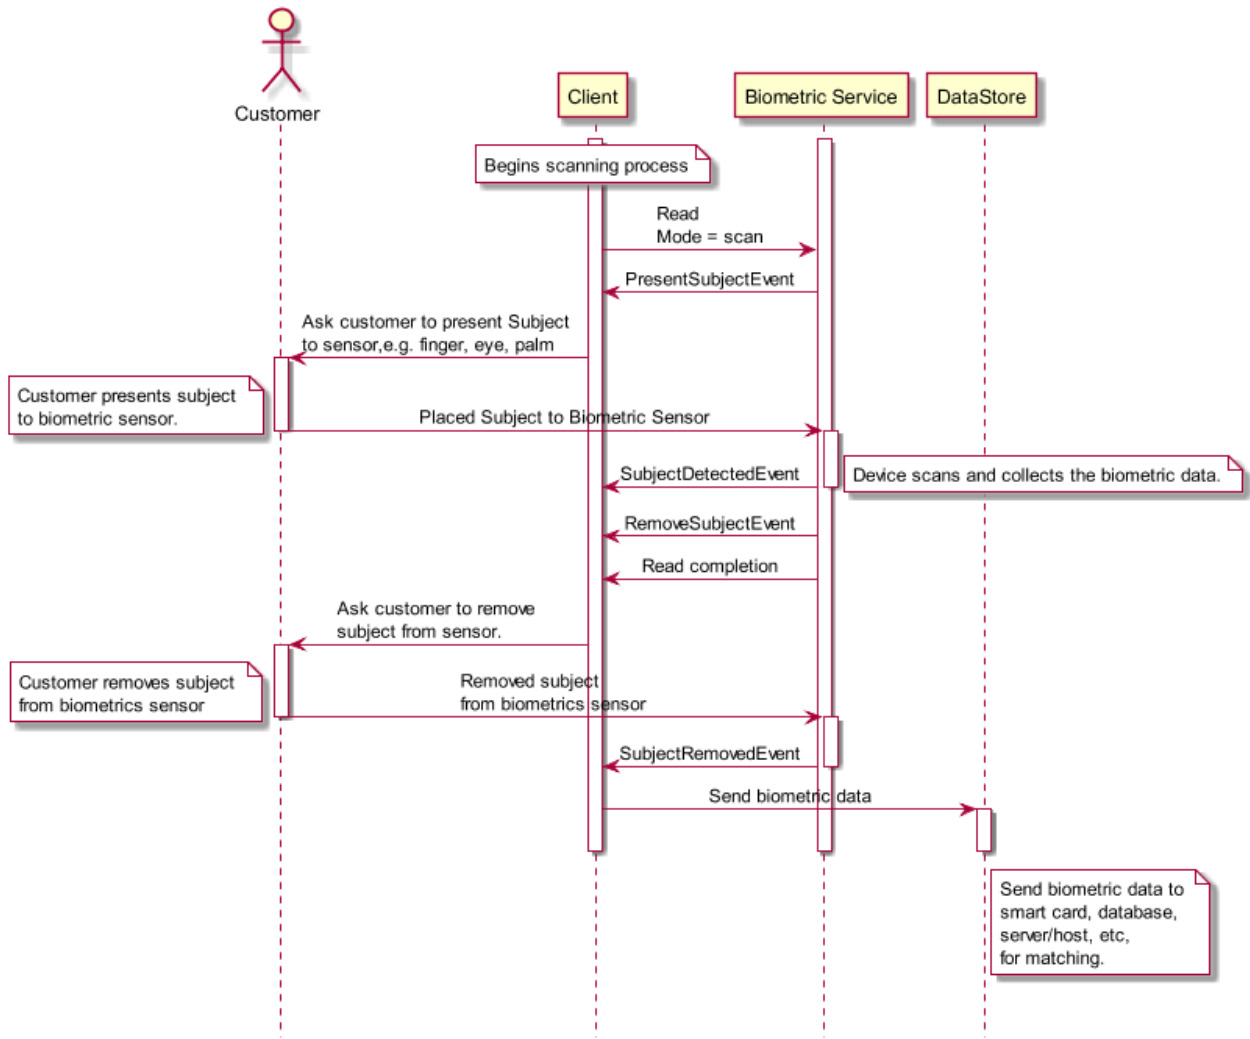 Customer
Client
Biometric Service
DataStore
Begins scanning process
Read
Mode = scan
PresentSubjectEvent
Ask customer to present Subject
to sensor,e.g. finger, eye, palm
Customer presents subject
to biometric sensor.
Placed Subject to Biometric Sensor
SubjectDetectedEvent
Device scans and collects the biometric data.
RemoveSubjectEvent
Read completion
Ask customer to remove
subject from sensor.
Customer removes subject
from biometrics sensor
Removed subject
from biometrics sensor
SubjectRemovedEvent
Send biometric data
Send biometric data to
smart card, database,
server/host, etc,
for matching.